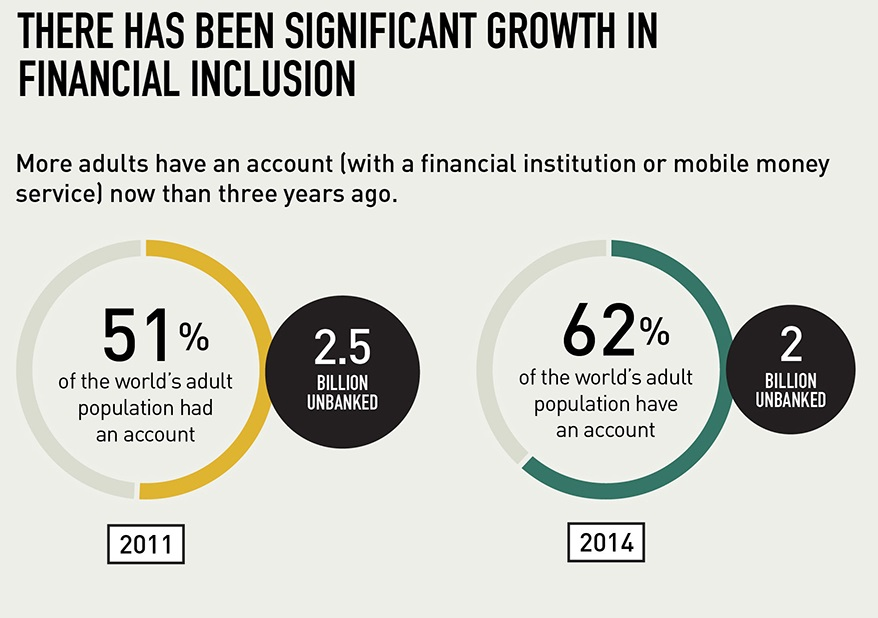 THERE HAS BEEN SIGNIFICANT GROWTH IN
FINANCIAL INCLUSION
More adults have an account (with a financial institution or mobile money
service) now than three years ago.
51%
of the world's adult
population had
an account
2.5
BILLION
UNBANKED
2011
62%
of the world's adult
population have
an account
2
BILLION
UNBANKED
2014